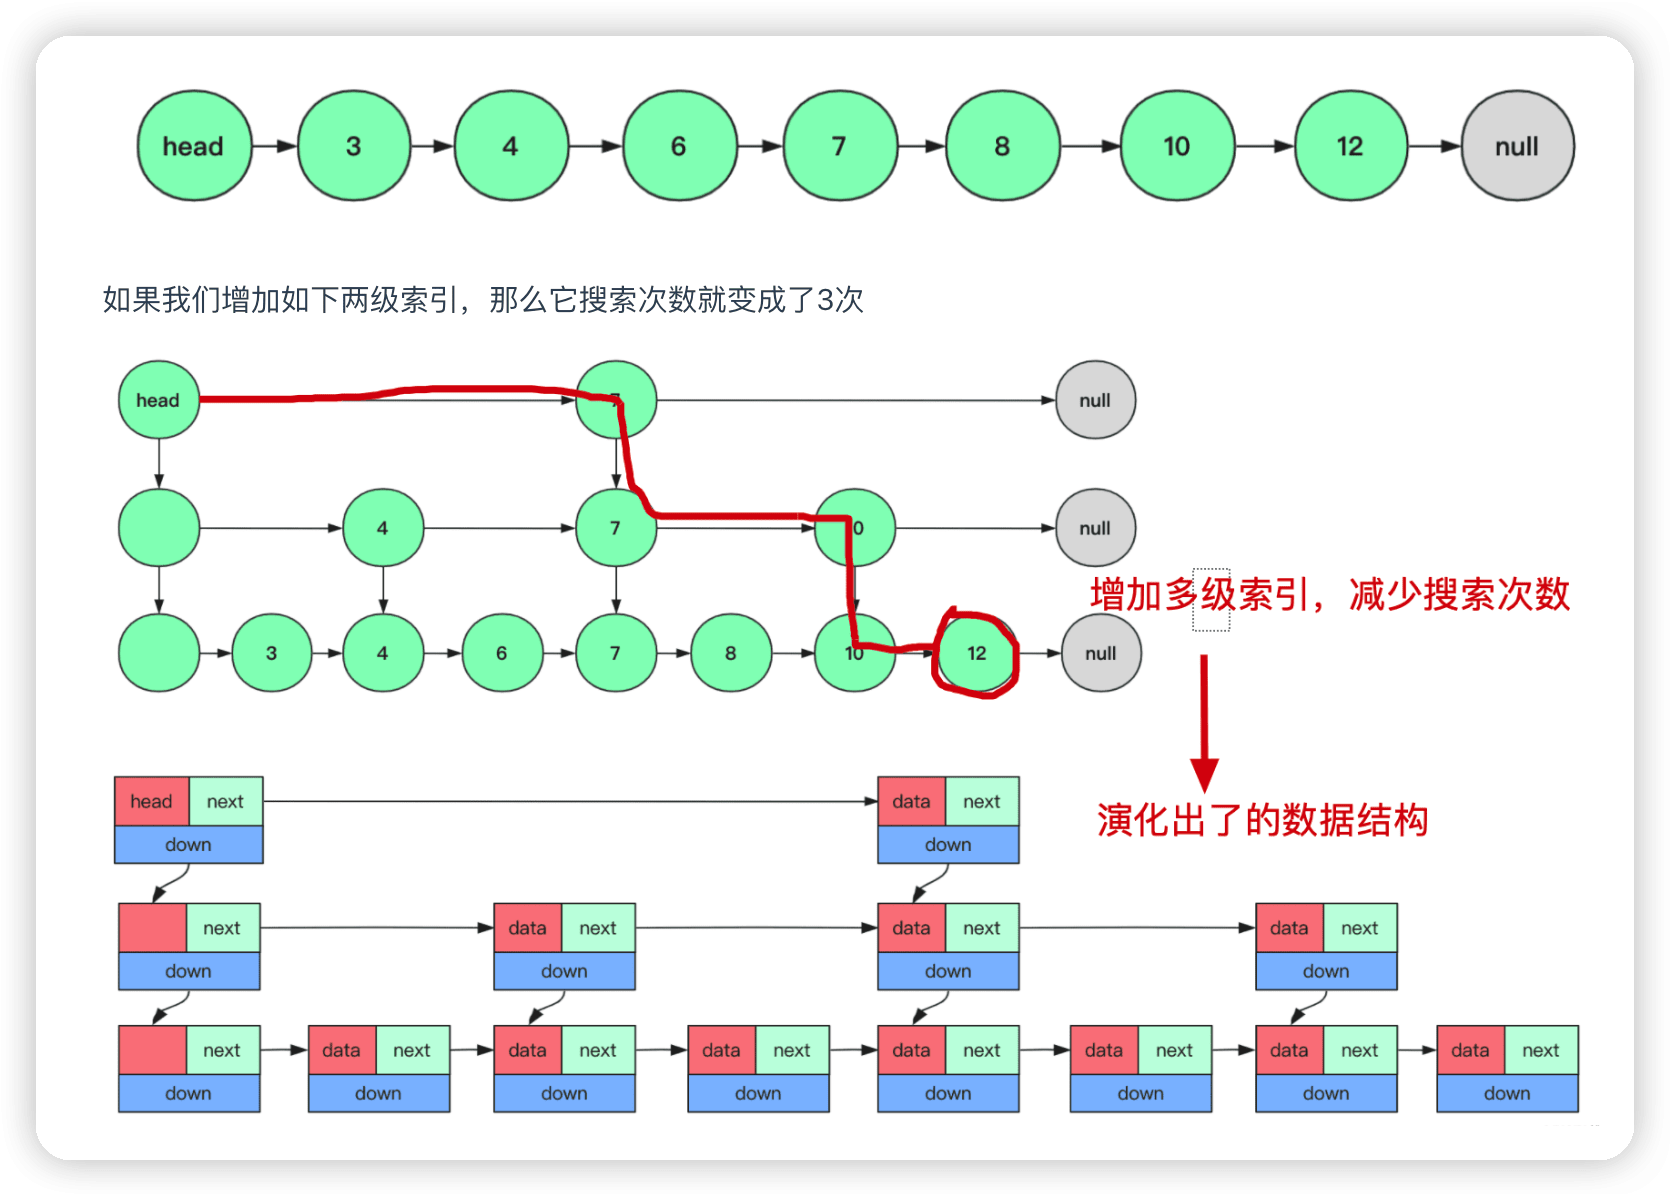 head 3 4 6 7 8 10 12 null
如果我们增加如下两级索引，那么它搜索次数就变成了3次
head 7 null
4 7 0 null
增加多级索引，减少搜索次数
3 4 6 7 8 10 12 null
head next data next
down down
演化出了的数据结构
next data next data next data next
down down down down
next data next data next data next data next data next data next data next
down down down down down down down down